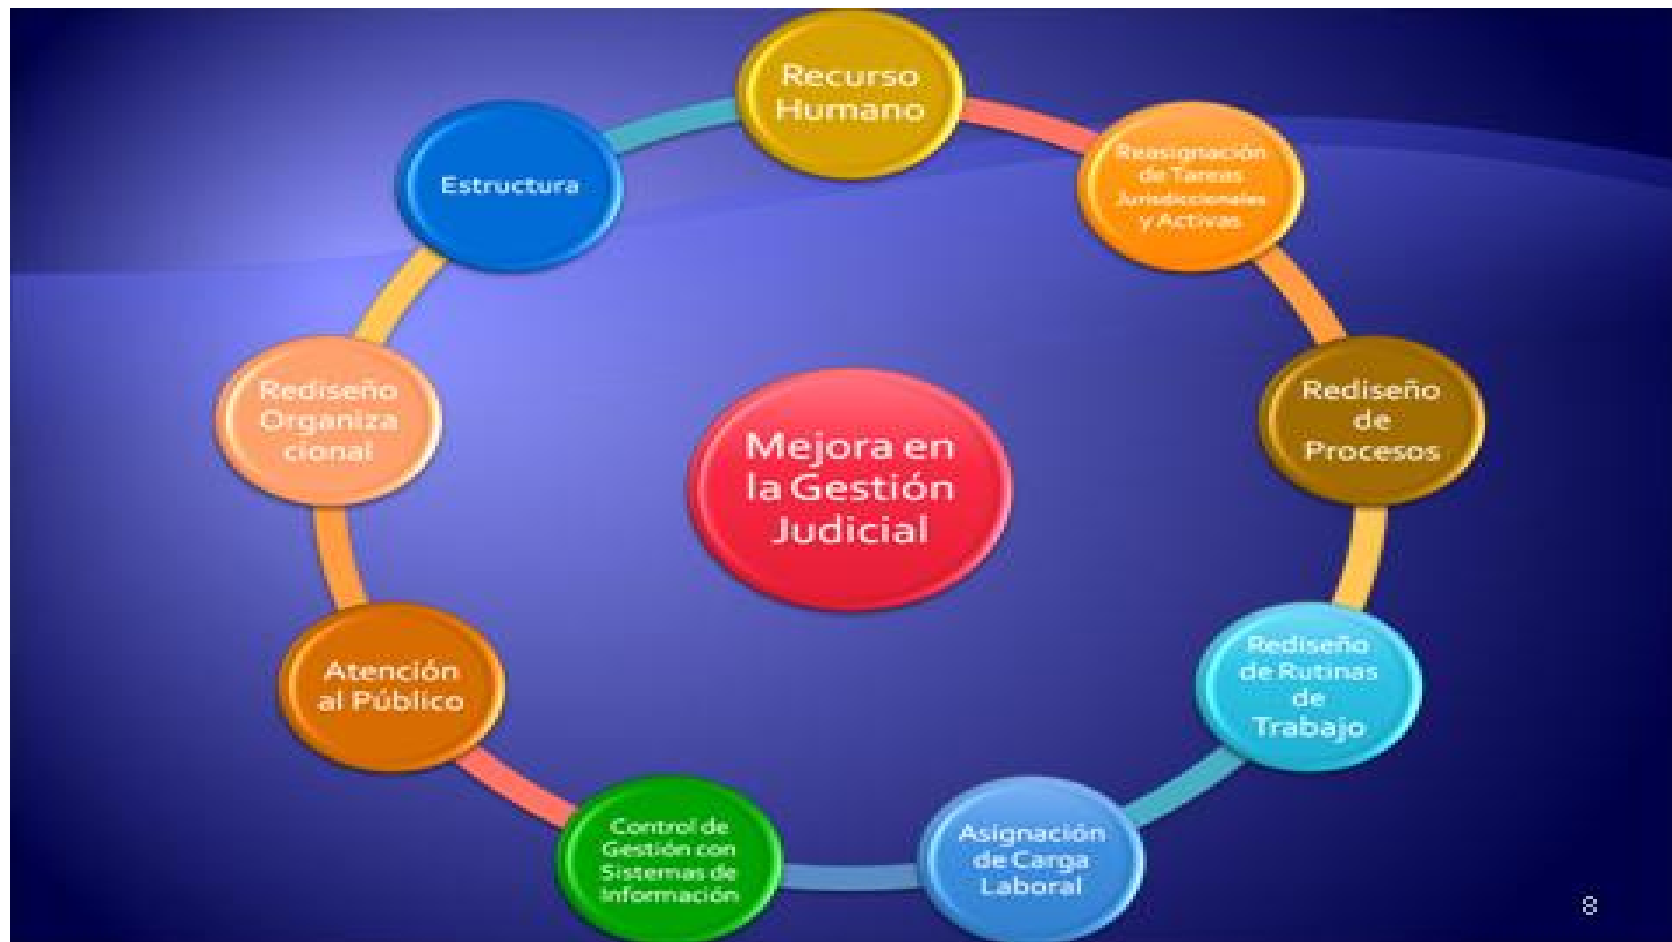 Recurso
Humano
Reasignación
de Tareas
Jurisdiccionales
y Activas
Rediseño
de
Procesos
Rediseño
de Rutinas
de
Trabajo
Asignación
de Carga
Laboral
Control de
Gestión con
Sistemas de
Información
Atención
al Público
Rediseño
Organiza
cional
Estructura
Mejora en
la Gestión
Judicial
8